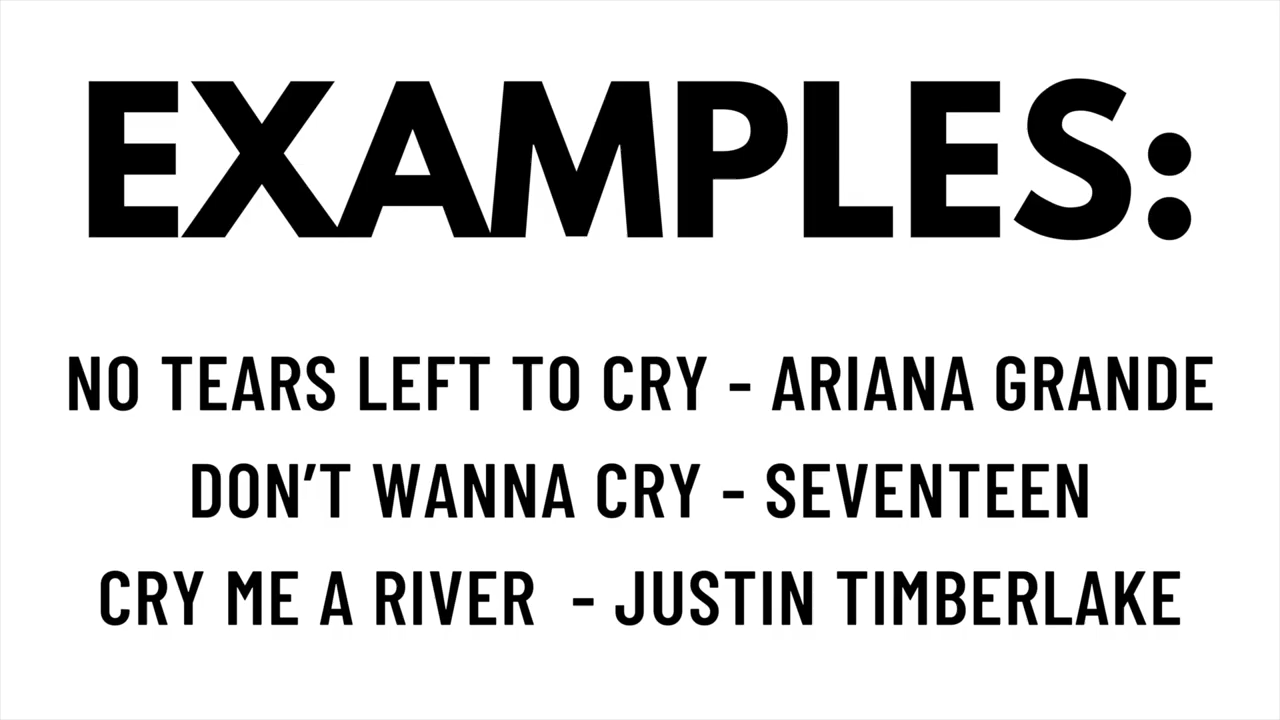 EXAMPLES:
NO TEARS LEFT TO CRY - ARIANA GRANDE
DON’T WANNA CRY - SEVENTEEN
CRY ME A RIVER - JUSTIN TIMBERLAKE